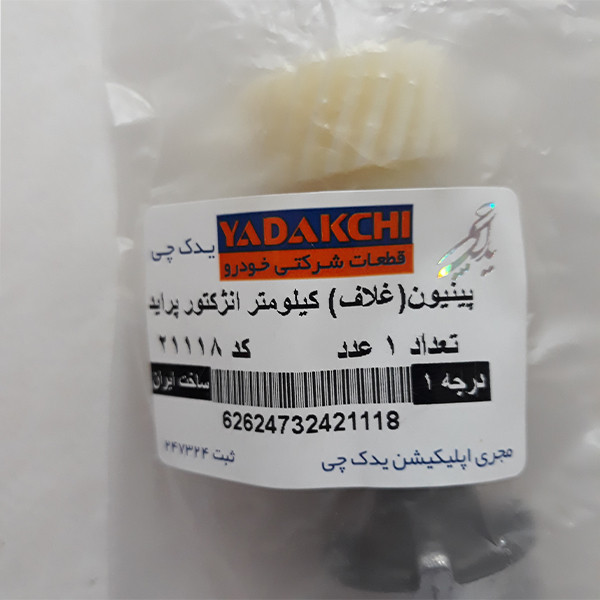 YADAKCHI یدک چی
قطعات شرکتی خودرو
یدکچی
پینیون(غلاف) کیلومتر انژکتور پراید
تعداد ۱ عدد کد ۲۱۱۱۸
درجه ۱ ساخت ایران
62624732421118
مجری اپلیکیشن یدک چی ثبت ۲۴۷۳۲۴